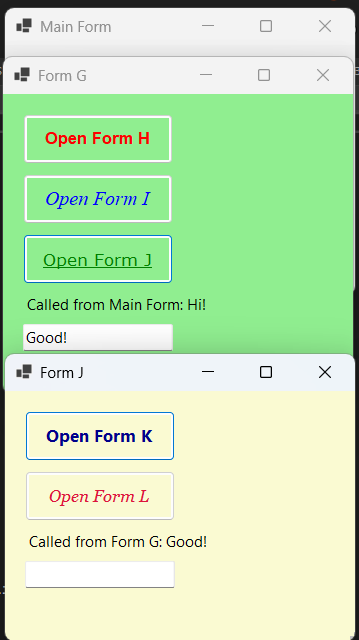 Main Form
Form G
Open Form H
Open Form I
Open Form J
Called from Main Form: Hi!
Good!
Form J
Open Form K
Open Form L
Called from Form G: Good!